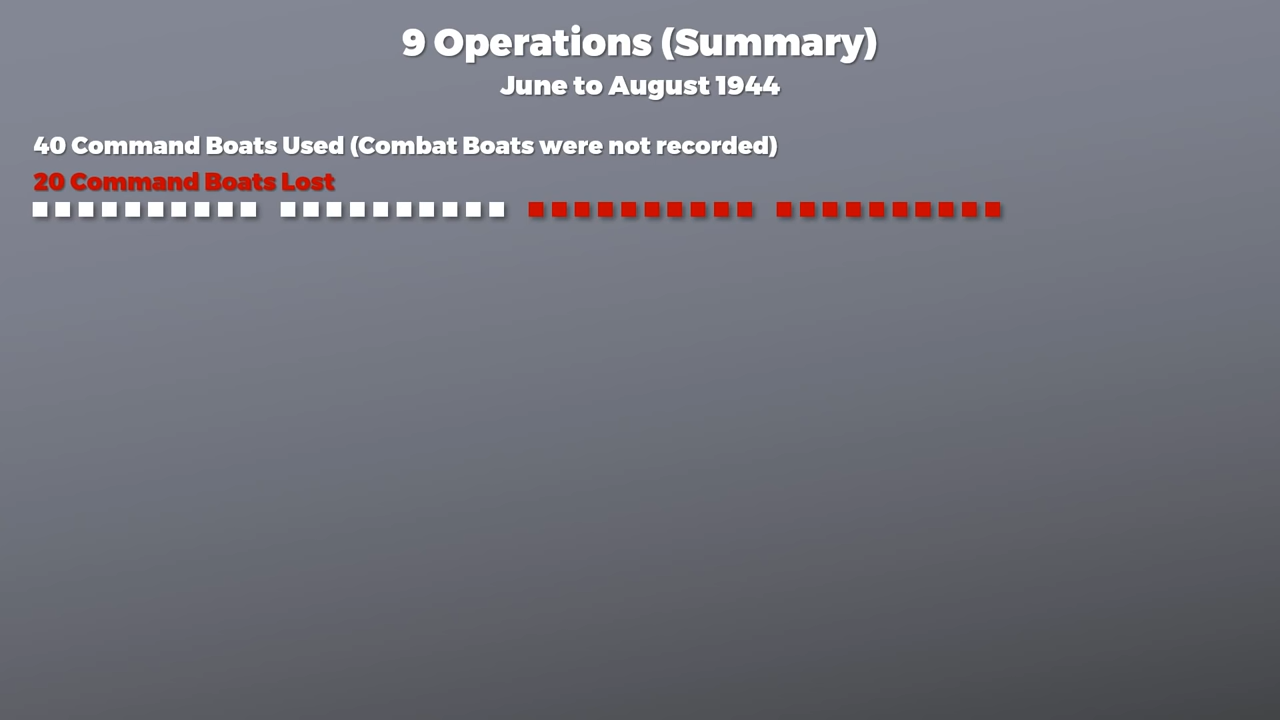 9 Operations (Summary)
June to August 1944
40 Command Boats Used (Combat Boats were not recorded)
20 Command Boats Lost